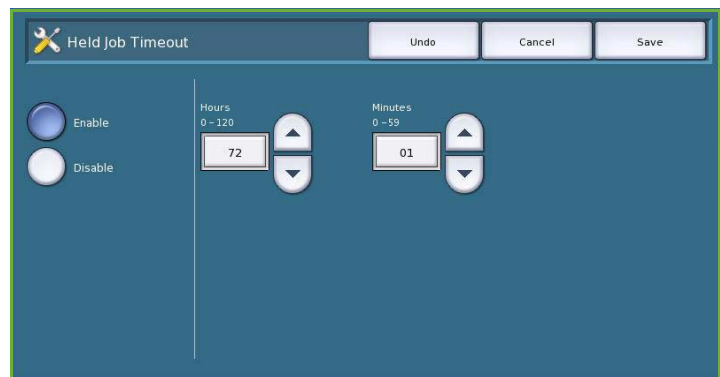 Held Job Timeout
Undo
Cancel
Save
Enable
Disable
Hours
0 – 120
72
Minutes
0 – 59
01